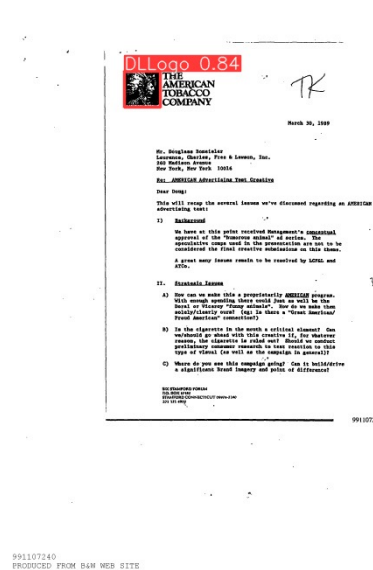 DLLogo 0.84
THE
AMERICAN
TOBACCO
COMPANY
TK
March 30, 1989
Mr. Douglass
Laurence, Charles, Free & Lawson, Inc.
260 Madison Avenue
New York, New York 10016
Re: AMERICAN Advertising Test Creative
Dear Doug:
This will recap the several issues we've discussed regarding an AMERICAN
advertising test:
I) Background
We have at this point received Management's conceptual
approval of the "humorous animal" ad series. The
speculative comps used in the presentation are not to be
considered the final creative submissions on this theme.
A great many issues remain to be resolved by LCF&L and
ATCo.
II. Strategic Issues
A) How can we make this a proprietarily AMERICAN program.
With enough spending there could just as well be the
Doral or Viceroy "funny animals". How do we make them
solely/clearly ours? (eg: Is there a "Great American/
Proud American" connection?)
B) Is the cigarette in the mouth a critical element? Can
we/should go ahead with this creative if, for whatever
reason, the cigarette is ruled out? Should we conduct
preliminary consumer research to test reaction to this
type of visual (as well as the campaign in general)?
C) Where do you see this campaign going? Can it build/drive
a significant brand imagery and point of difference?
SIX STAMFORD FORUM
P.O. BOX
STAMFORD CONNECTICUT
991107240
PRODUCED FROM B&W WEB SITE